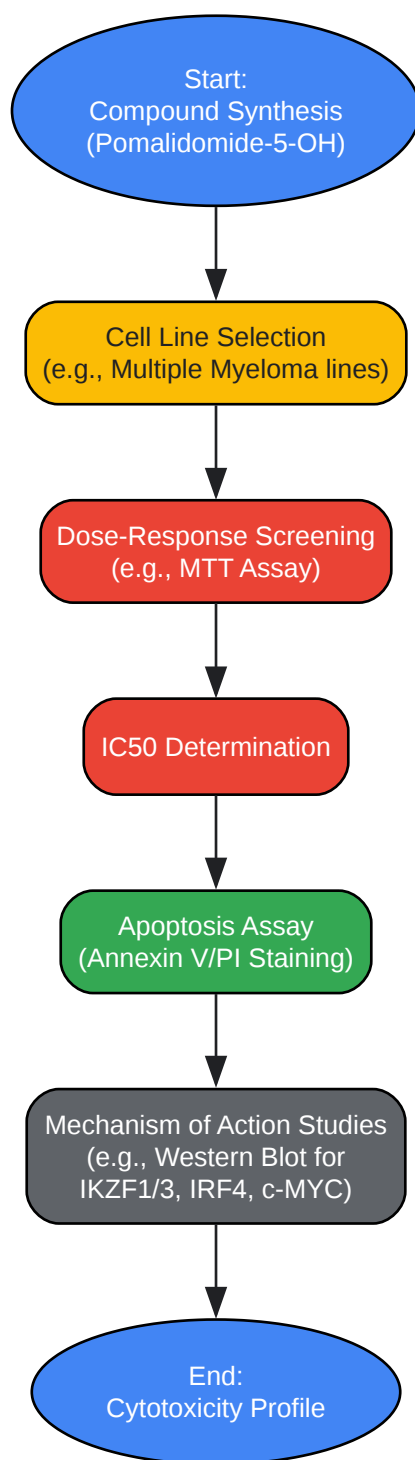 Start:
Compound Synthesis
(Pomalidomide-5-OH)
Cell Line Selection
(e.g., Multiple Myeloma lines)
Dose-Response Screening
(e.g., MTT Assay)
IC50 Determination
Apoptosis Assay
(Annexin V/PI Staining)
Mechanism of Action Studies
(e.g., Western Blot for
IKZF1/3, IRF4, c-MYC)
End:
Cytotoxicity Profile